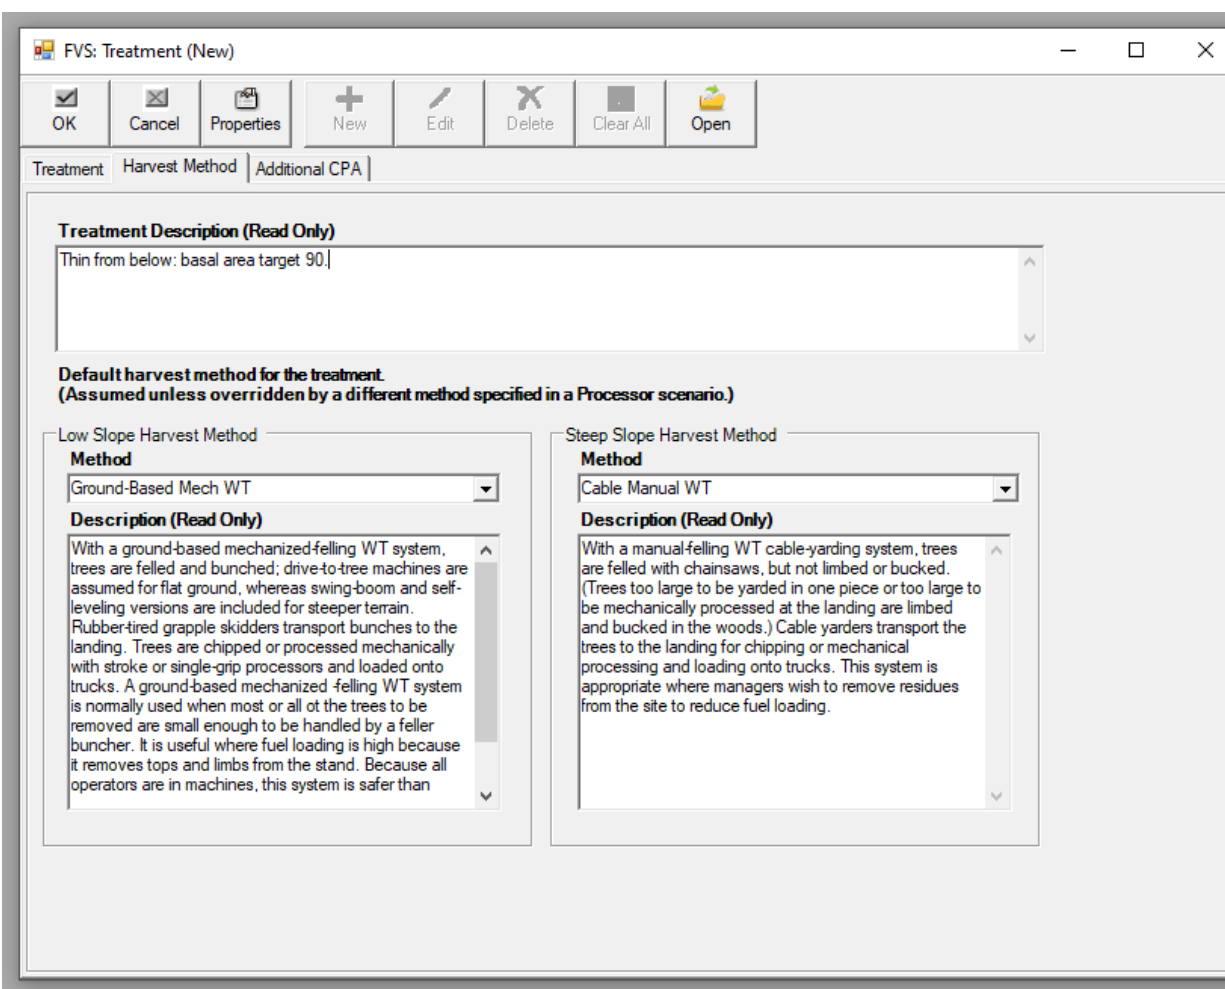 FVS: Treatment (New)
OK
Cancel
Properties
New
Edit
Delete
Clear All
Open
Treatment
Harvest Method
Additional CPA
Treatment Description (Read Only)
Thin from below: basal area target 90.
Default harvest method for the treatment.
(Assumed unless overridden by a different method specified in a Processor scenario.)
Low Slope Harvest Method
Method
Ground-Based Mech WT
Description (Read Only)
With a ground-based mechanized-felling WT system,
trees are felled and bunched; drive-to-tree machines are
assumed for flat ground, whereas swing-boom and self-
leveling versions are included for steeper terrain.
Rubber-tired grapple skidders transport bunches to the
landing. Trees are chipped or processed mechanically
with stroke or single-grip processors and loaded onto
trucks. A ground-based mechanized -felling WT system
is normally used when most or all ot the trees to be
removed are small enough to be handled by a feller
buncher. It is useful where fuel loading is high because
it removes tops and limbs from the stand. Because all
operators are in machines, this system is safer than
Steep Slope Harvest Method
Method
Cable Manual WT
Description (Read Only)
With a manual-felling WT cable-yarding system, trees
are felled with chainsaws, but not limbed or bucked.
(Trees too large to be yarded in one piece or too large to
be mechanically processed at the landing are limbed
and bucked in the woods.) Cable yarders transport the
trees to the landing for chipping or mechanical
processing and loading onto trucks. This system is
appropriate where managers wish to remove residues
from the site to reduce fuel loading.